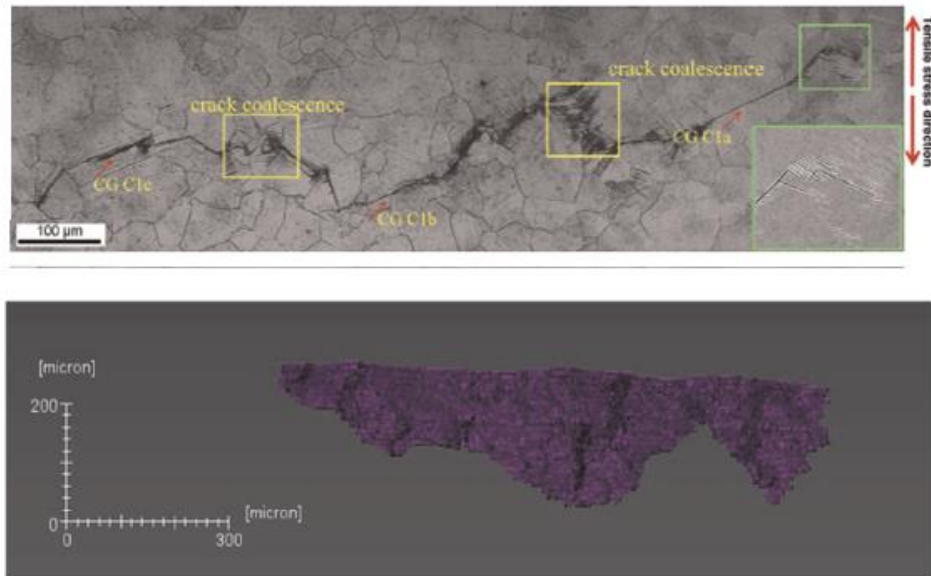 crack coalescence
crack coalescence
CG C1a
CG C1c
CG C1b
100 µm
Tensile stress direction
[micron]
200
0
0
300
[micron]